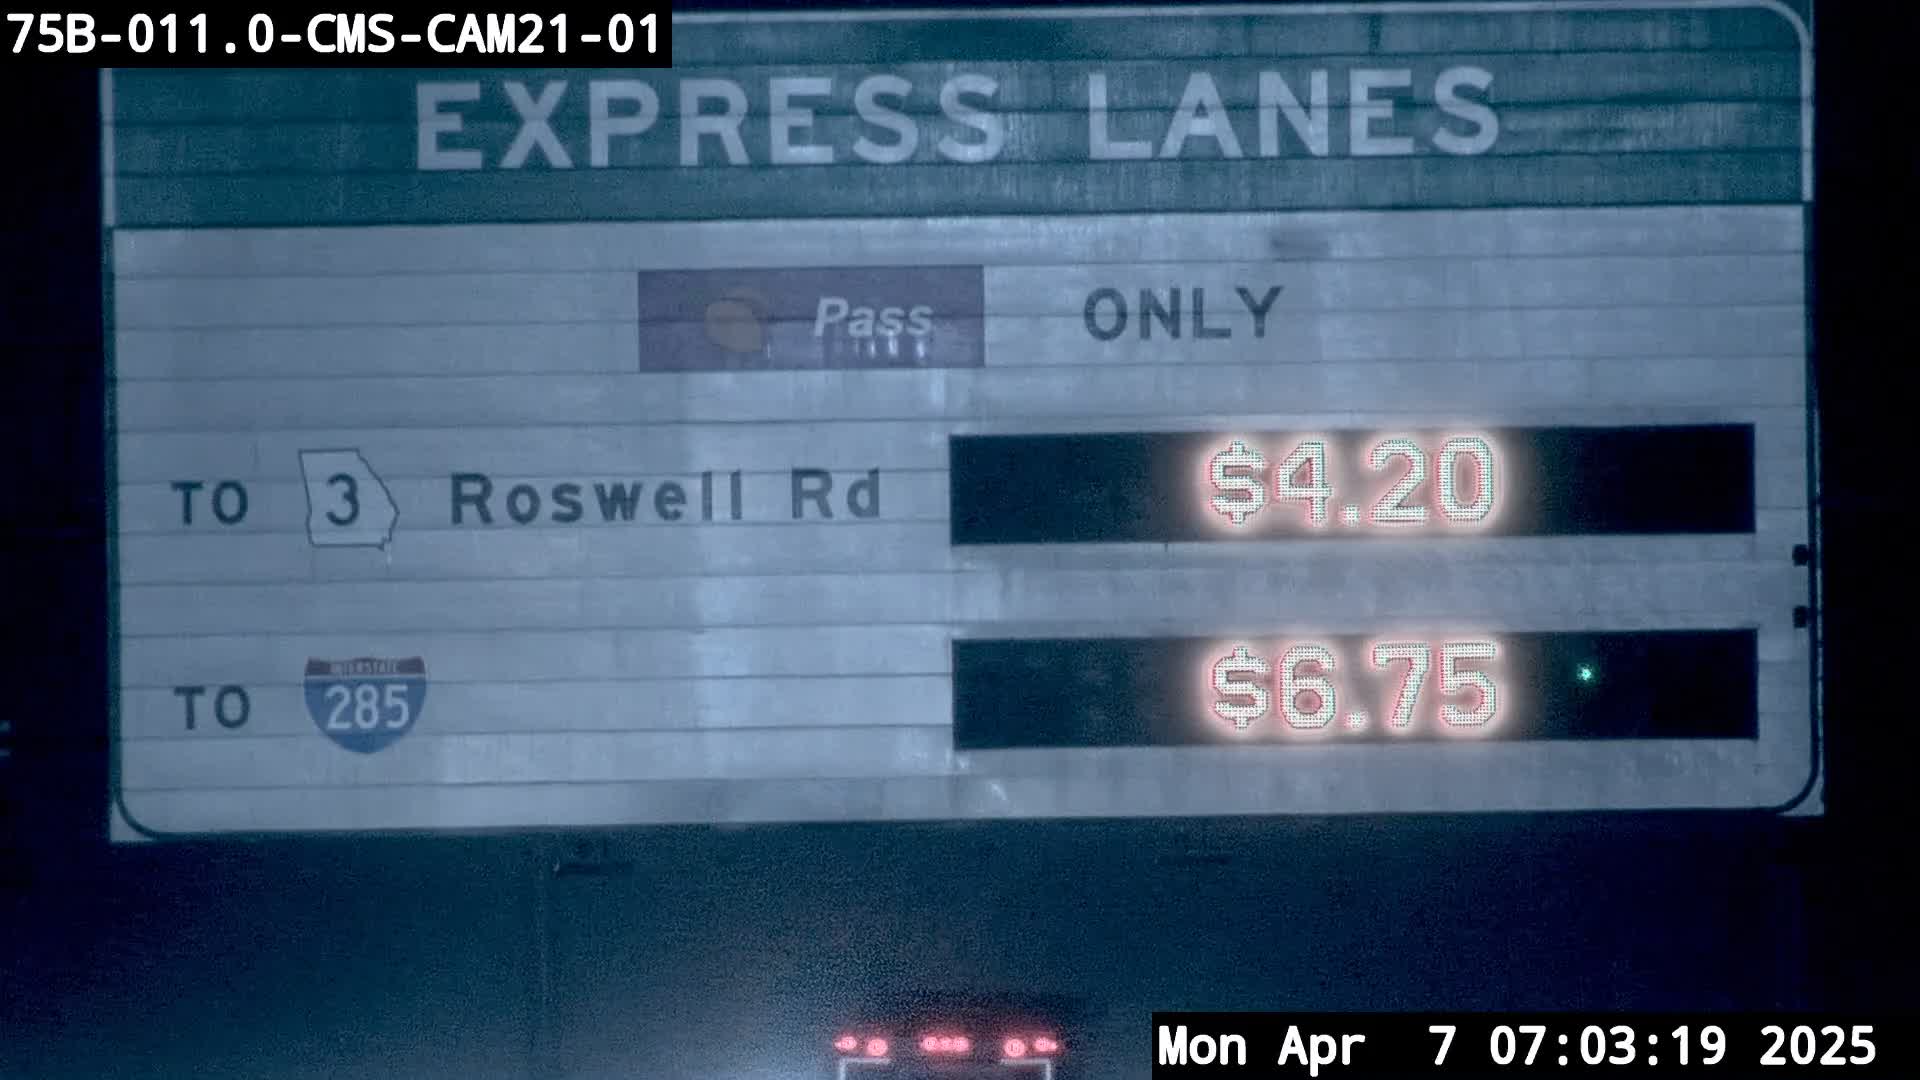 75B-011.0-CMS-CAM21-01
EXPRESS LANES
Pass ONLY
TO 3 Roswell Rd $4.20
TO INTERSTATE 285 $6.75
Mon Apr 7 07:03:19 2025